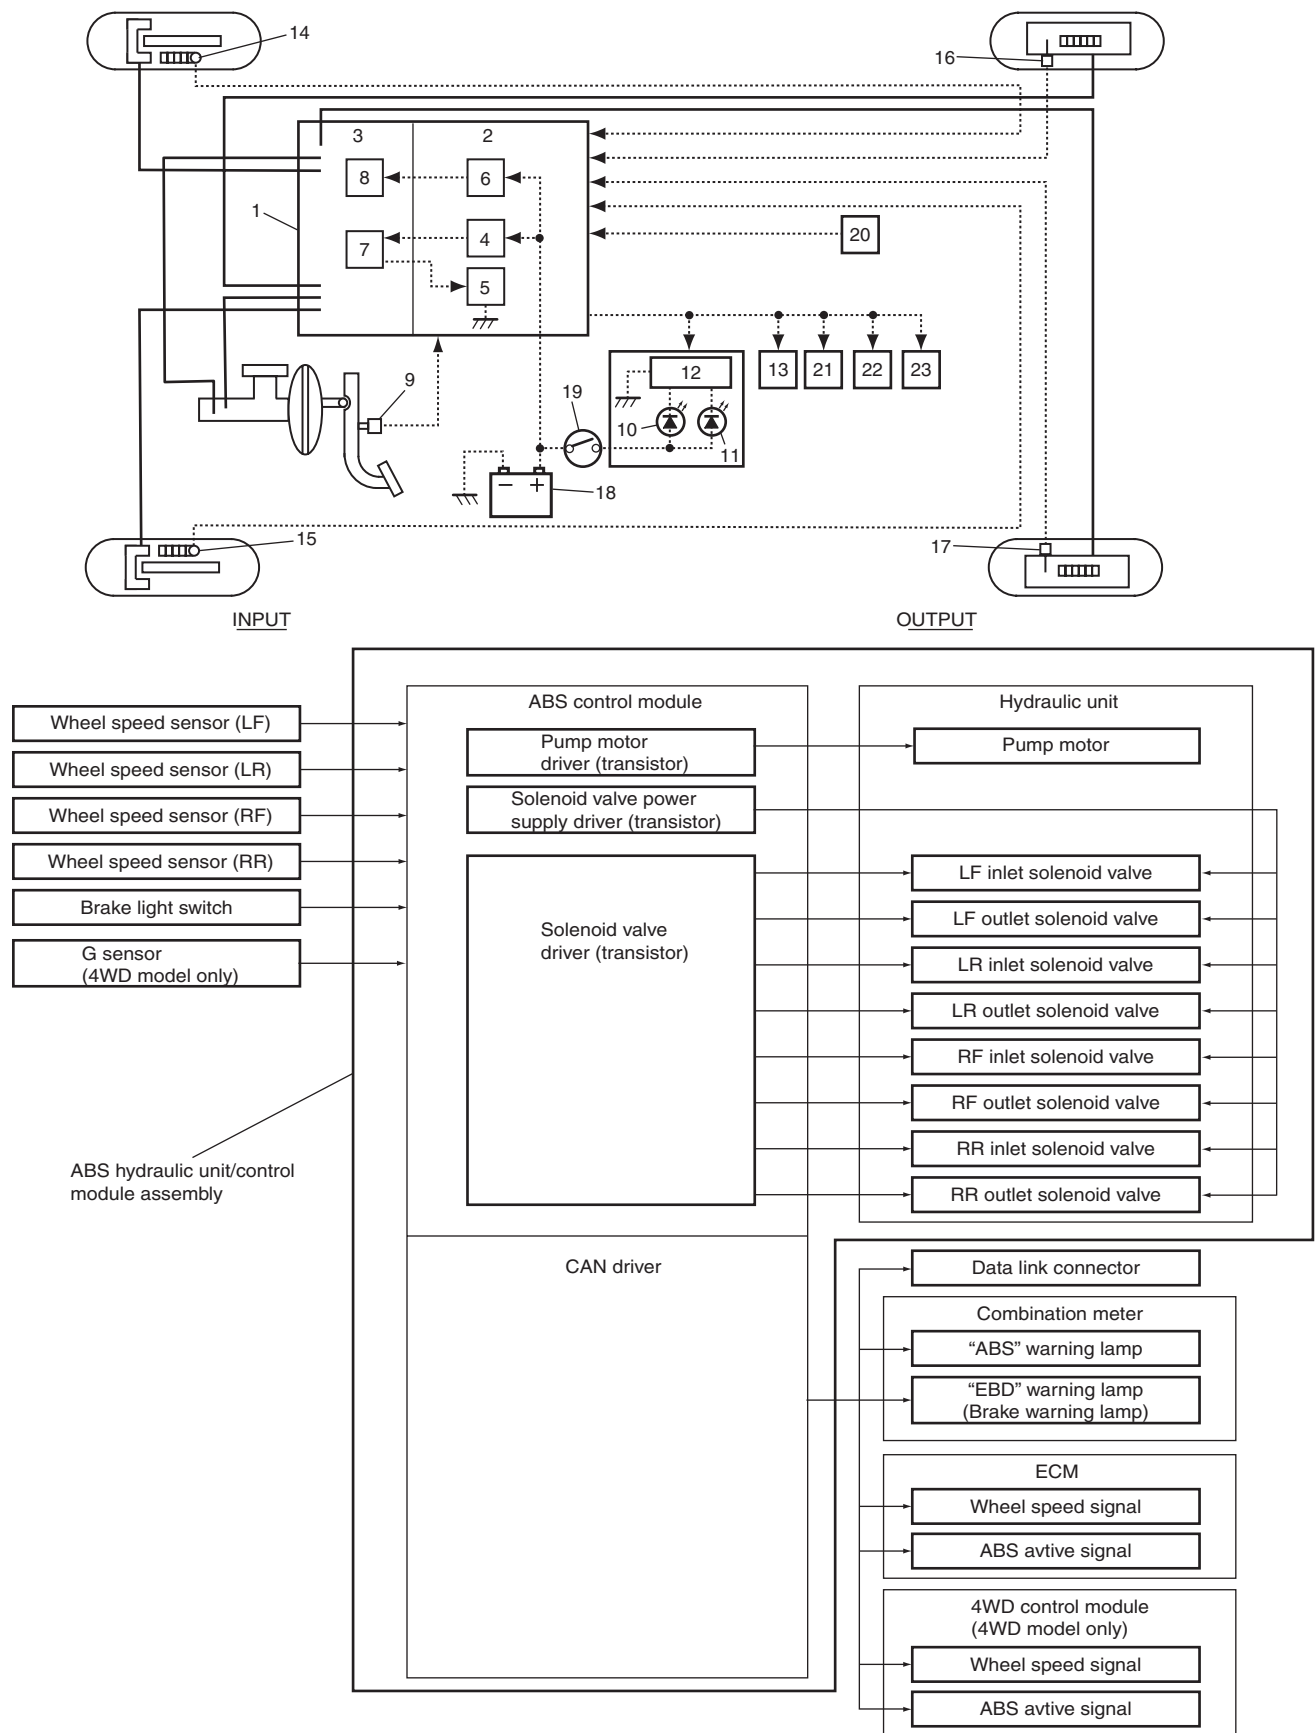 14
16
3
2
8
6
1
7
4
5
20
9
19
12
13
21
22
23
10
11
− +
18
15
17
INPUT
OUTPUT
ABS control module
Hydraulic unit
Wheel speed sensor (LF)
Pump motor
driver (transistor)
Pump motor
Wheel speed sensor (LR)
Solenoid valve power
supply driver (transistor)
Wheel speed sensor (RF)
Wheel speed sensor (RR)
LF inlet solenoid valve
Brake light switch
LF outlet solenoid valve
Solenoid valve
driver (transistor)
G sensor
(4WD model only)
LR inlet solenoid valve
LR outlet solenoid valve
RF inlet solenoid valve
RF outlet solenoid valve
RR inlet solenoid valve
ABS hydraulic unit/control
module assembly
RR outlet solenoid valve
CAN driver
Data link connector
Combination meter
“ABS” warning lamp
“EBD” warning lamp
(Brake warning lamp)
ECM
Wheel speed signal
ABS avtive signal
4WD control module
(4WD model only)
Wheel speed signal
ABS avtive signal